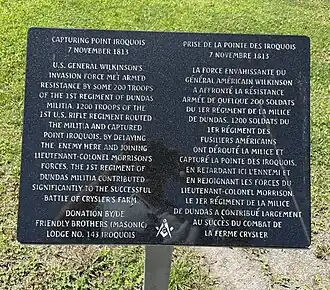 CAPTURING POINT IROQUOIS
7 NOVEMBER 1813
U.S. GENERAL WILKINSON'S
INVASION FORCE MET ARMED
RESISTANCE BY SOME 200 TROOPS
OF THE 1ST REGIMENT OF DUNDAS
MILITIA. 1200 TROOPS OF THE
1ST U.S. RIFLE REGIMENT ROUTED
THE MILITIA AND CAPTURED
POINT IROQUOIS, BY DELAYING
THE ENEMY HERE AND JOINING
LIEUTENANT-COLONEL MORRISON'S
FORCES, THE 1ST REGIMENT OF
DUNDAS MILITIA CONTRIBUTED
SIGNIFICANTLY TO THE SUCCESSFUL
BATTLE OF CRYSLER'S FARM.
DONATION BY/DE
FRIENDLY BROTHERS (MASONIC)
LODGE NO. 143 IROQUOIS
PRISE DE LA POINTE DES IROQUOIS
7 NOVEMBRE 1813
LA FORCE ENVAHISSANTE DU
GÉNÉRAL AMÉRICAIN WILKINSON
A AFFRONTÉ LA RÉSISTANCE
ARMÉE DE QUELQUE 200 SOLDATS
DU 1ER RÉGIMENT DE LA MILICE
DE DUNDAS. 1200 SOLDATS DU
1ER RÉGIMENT DES
FUSILIERS AMÉRICAINS
ONT DÉROUTÉ LA MILICE ET
CAPTURÉ LA POINTE DES IROQUOIS.
EN RETARDANT ICI L'ENNEMI ET
EN REJOIGNANT LES FORCES DU
LIEUTENANT-COLONEL MORRISON,
LE 1ER RÉGIMENT DE LA MILICE
DE DUNDAS A CONTRIBUÉ LARGEMENT
AU SUCCÈS DU COMBAT DE
LA FERME CRYSLER